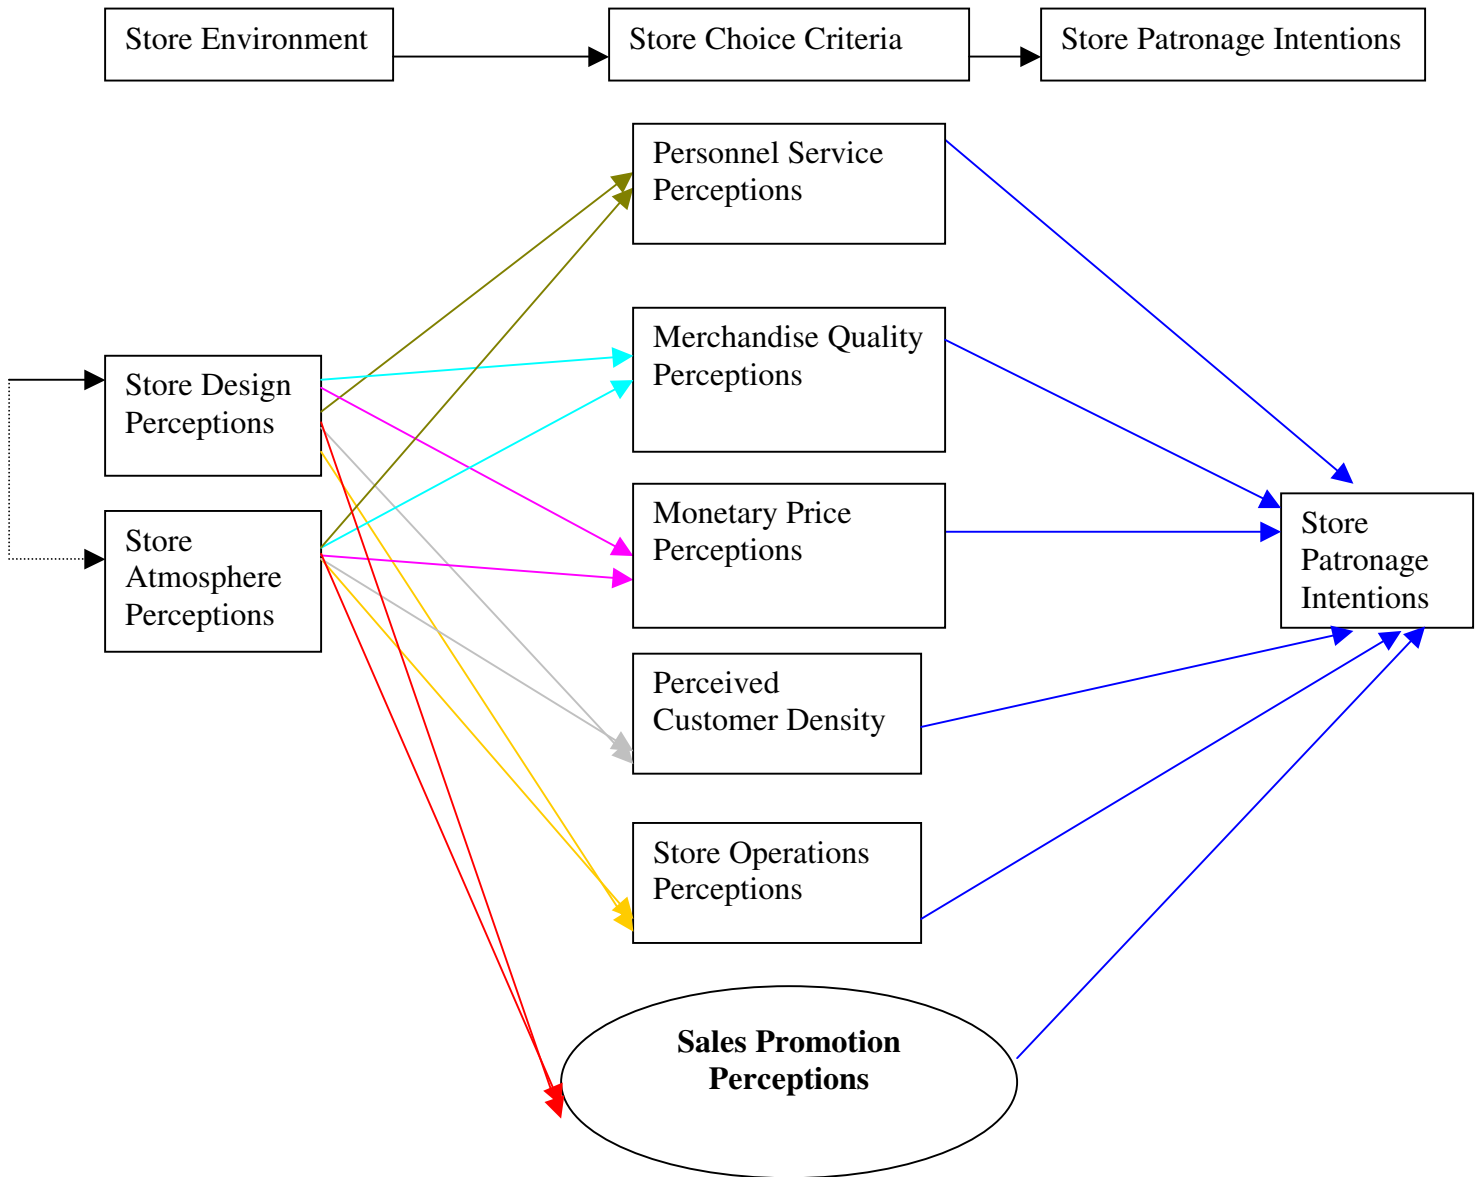 Store Environment
Store Choice Criteria
Store Patronage Intentions
Personnel Service
Perceptions
Merchandise Quality
Perceptions
Store Design
Perceptions
Monetary Price
Perceptions
Store
Atmosphere
Perceptions
Store
Patronage
Intentions
Perceived
Customer Density
Store Operations
Perceptions
Sales Promotion
Perceptions